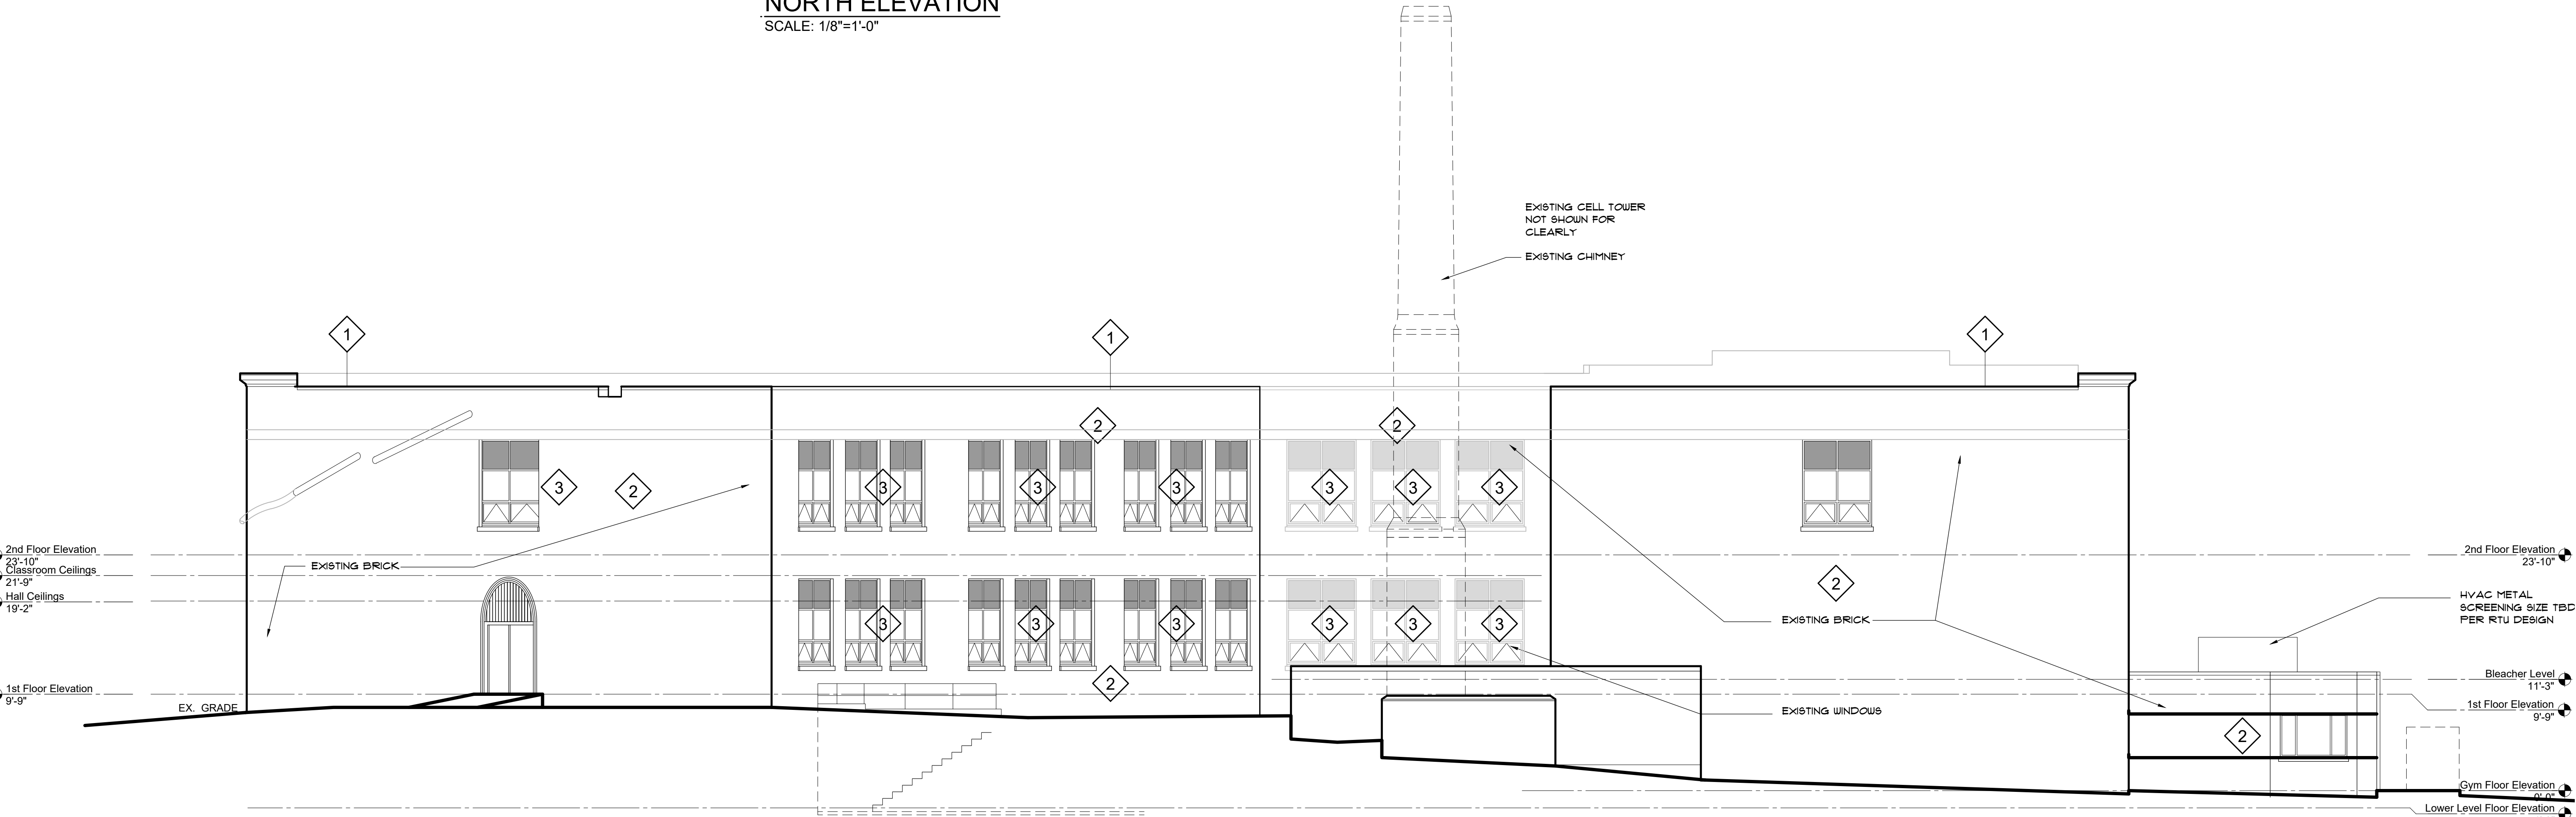 NORTH ELEVATION
SCALE: 1/8"=1'-0"
EXISTING CELL TOWER
NOT SHOWN FOR
CLEARLY
EXISTING CHIMNEY
1
1
1
2
2
3
2
3
3
3
3
3
3
2nd Floor Elevation
23'-10"
Classroom Ceilings
21'-9"
Hall Ceilings
19'-2"
EXISTING BRICK
2nd Floor Elevation
23'-10"
2
HVAC METAL
SCREENING SIZE TBD
PER RTU DESIGN
3
3
3
3
3
3
EXISTING BRICK
1st Floor Elevation
9'-9"
EX. GRADE
2
EXISTING WINDOWS
Bleacher Level
11'-3"
1st Floor Elevation
9'-9"
2
Gym Floor Elevation
0'-0"
Lower Level Floor Elevation